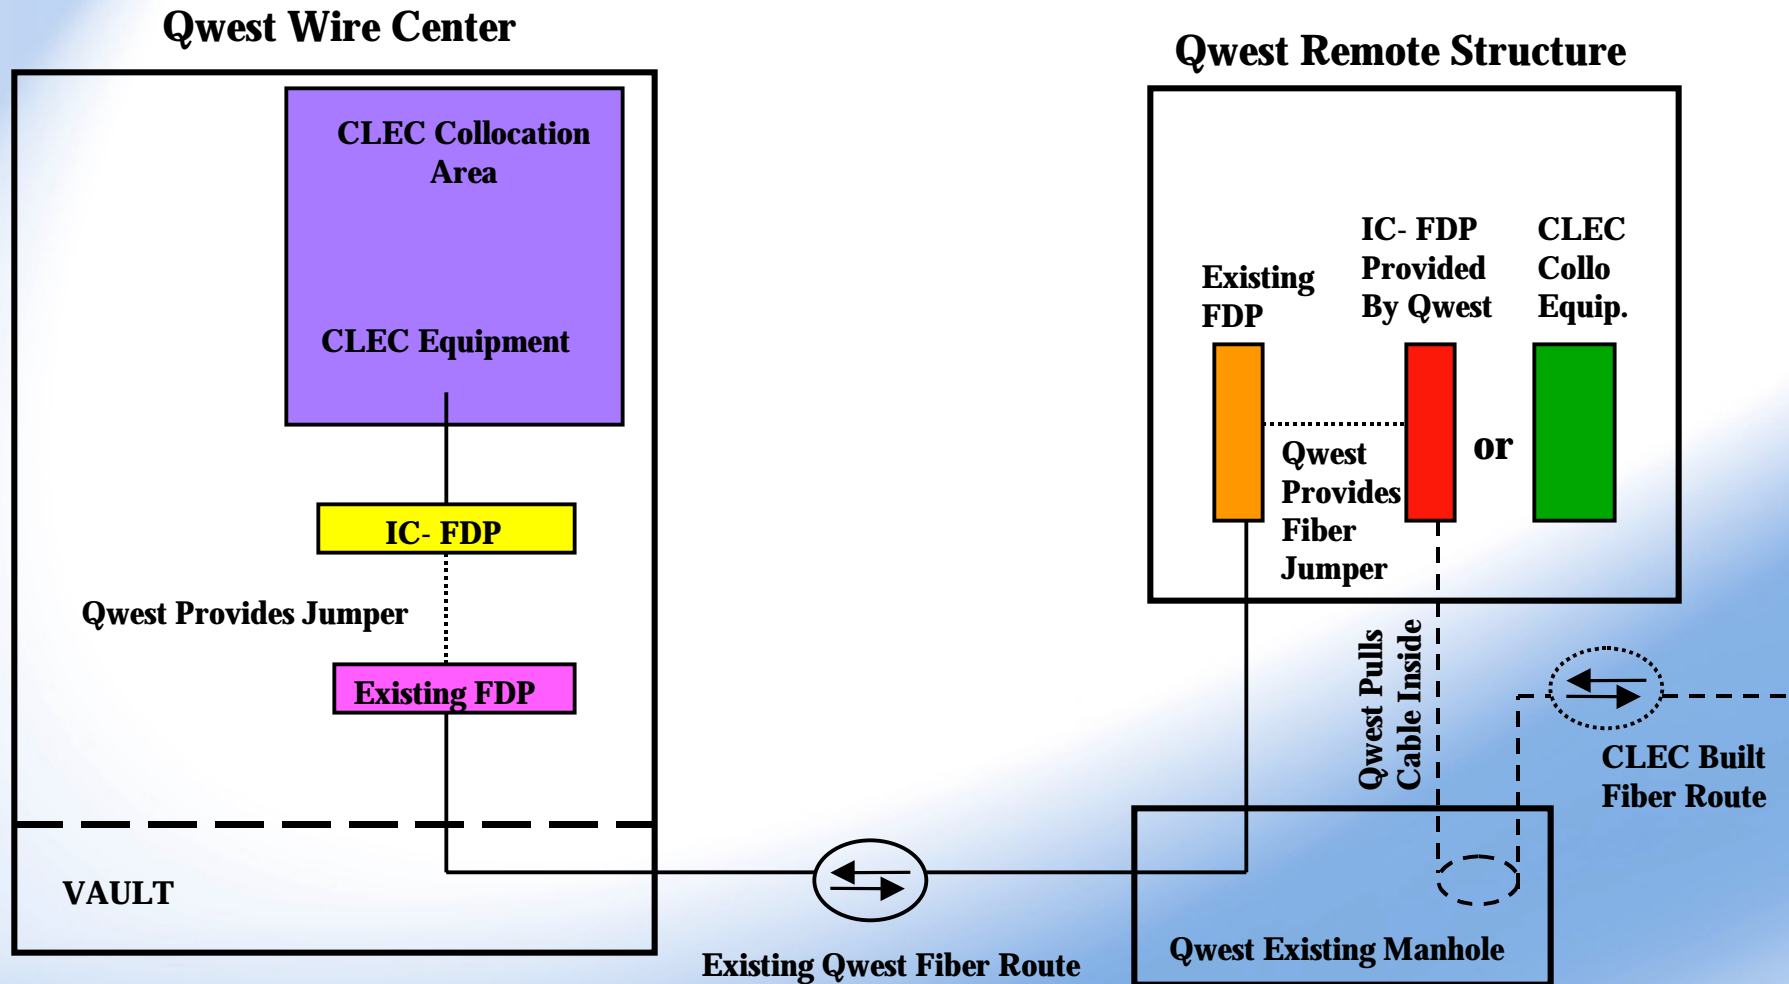 Qwest Wire Center
CLEC Collocation
Area
CLEC Equipment
IC- FDP
Qwest Provides Jumper
Existing FDP
VAULT
Existing Qwest Fiber Route
Qwest Remote Structure
Existing
FDP
IC- FDP
Provided
By Qwest
CLEC
Collo
Equip.
or
Qwest
Provides
Fiber
Jumper
Qwest Pulls
Cable Inside
CLEC Built
Fiber Route
Qwest Existing Manhole